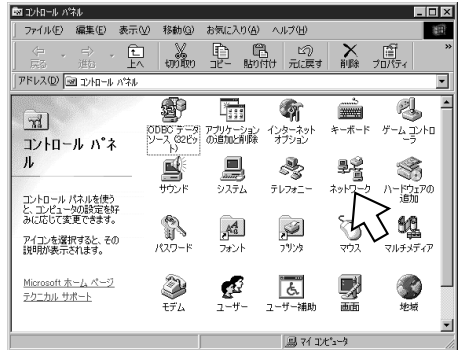 コントロール パネル
ファイル(F) 編集(E) 表示(V) 移動(G) お気に入り(A) ヘルプ(H)
戻る 進む 上へ 切り取り コピー 貼り付け 元に戻す 削除 プロパティ »
アドレス(D) コントロール パネル
コントロール パネ
ル
コントロール パネルを使う
と、コンピュータの設定を好
みに応じて変更できます。
アイコンを選択すると、その
説明が表示されます。
Microsoft ホーム ページ
テクニカル サポート
ODBC データ
ソース (32ビッ
ト)
アプリケーション
の追加と削除
インターネット
オプション
キーボード
ゲーム コントロ
ーラ
サウンド
システム
テレフォニー
ネットワーク
ハードウェアの
追加
パスワード
フォント
プリンタ
マウス
マルチメディア
モデム
ユーザー
ユーザー補助
画面
地域
マイ コンピュータ